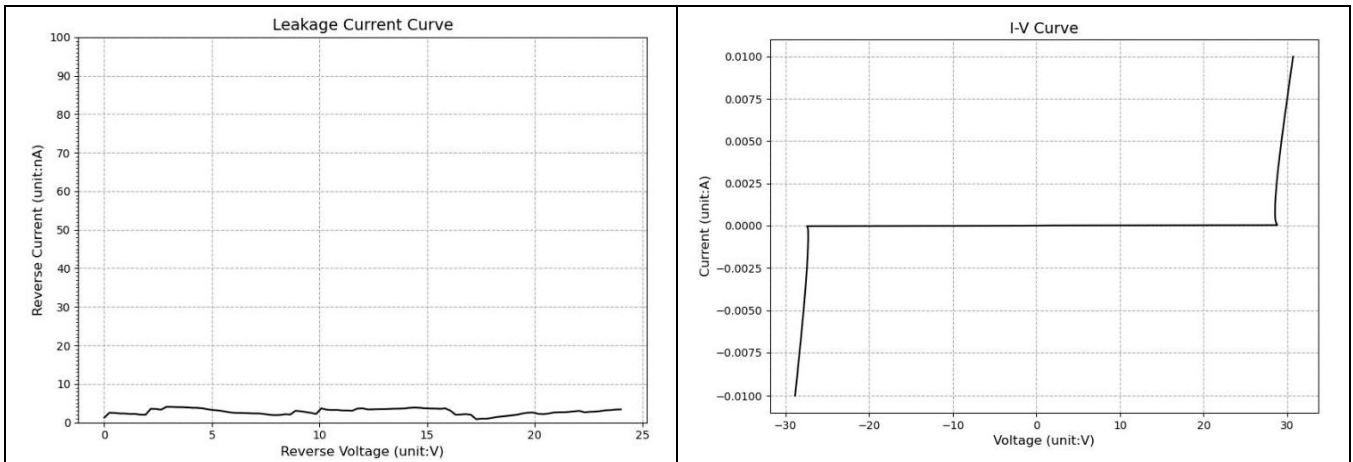 Leakage Current Curve
100
90
80
70
60
50
40
30
20
10
0
Reverse Current (unit:nA)
0 5 10 15 20 25
Reverse Voltage (unit:V)
I-V Curve
0.0100
0.0075
0.0050
0.0025
0.0000
−0.0025
−0.0050
−0.0075
−0.0100
Current (unit:A)
−30 −20 −10 0 10 20 30
Voltage (unit:V)